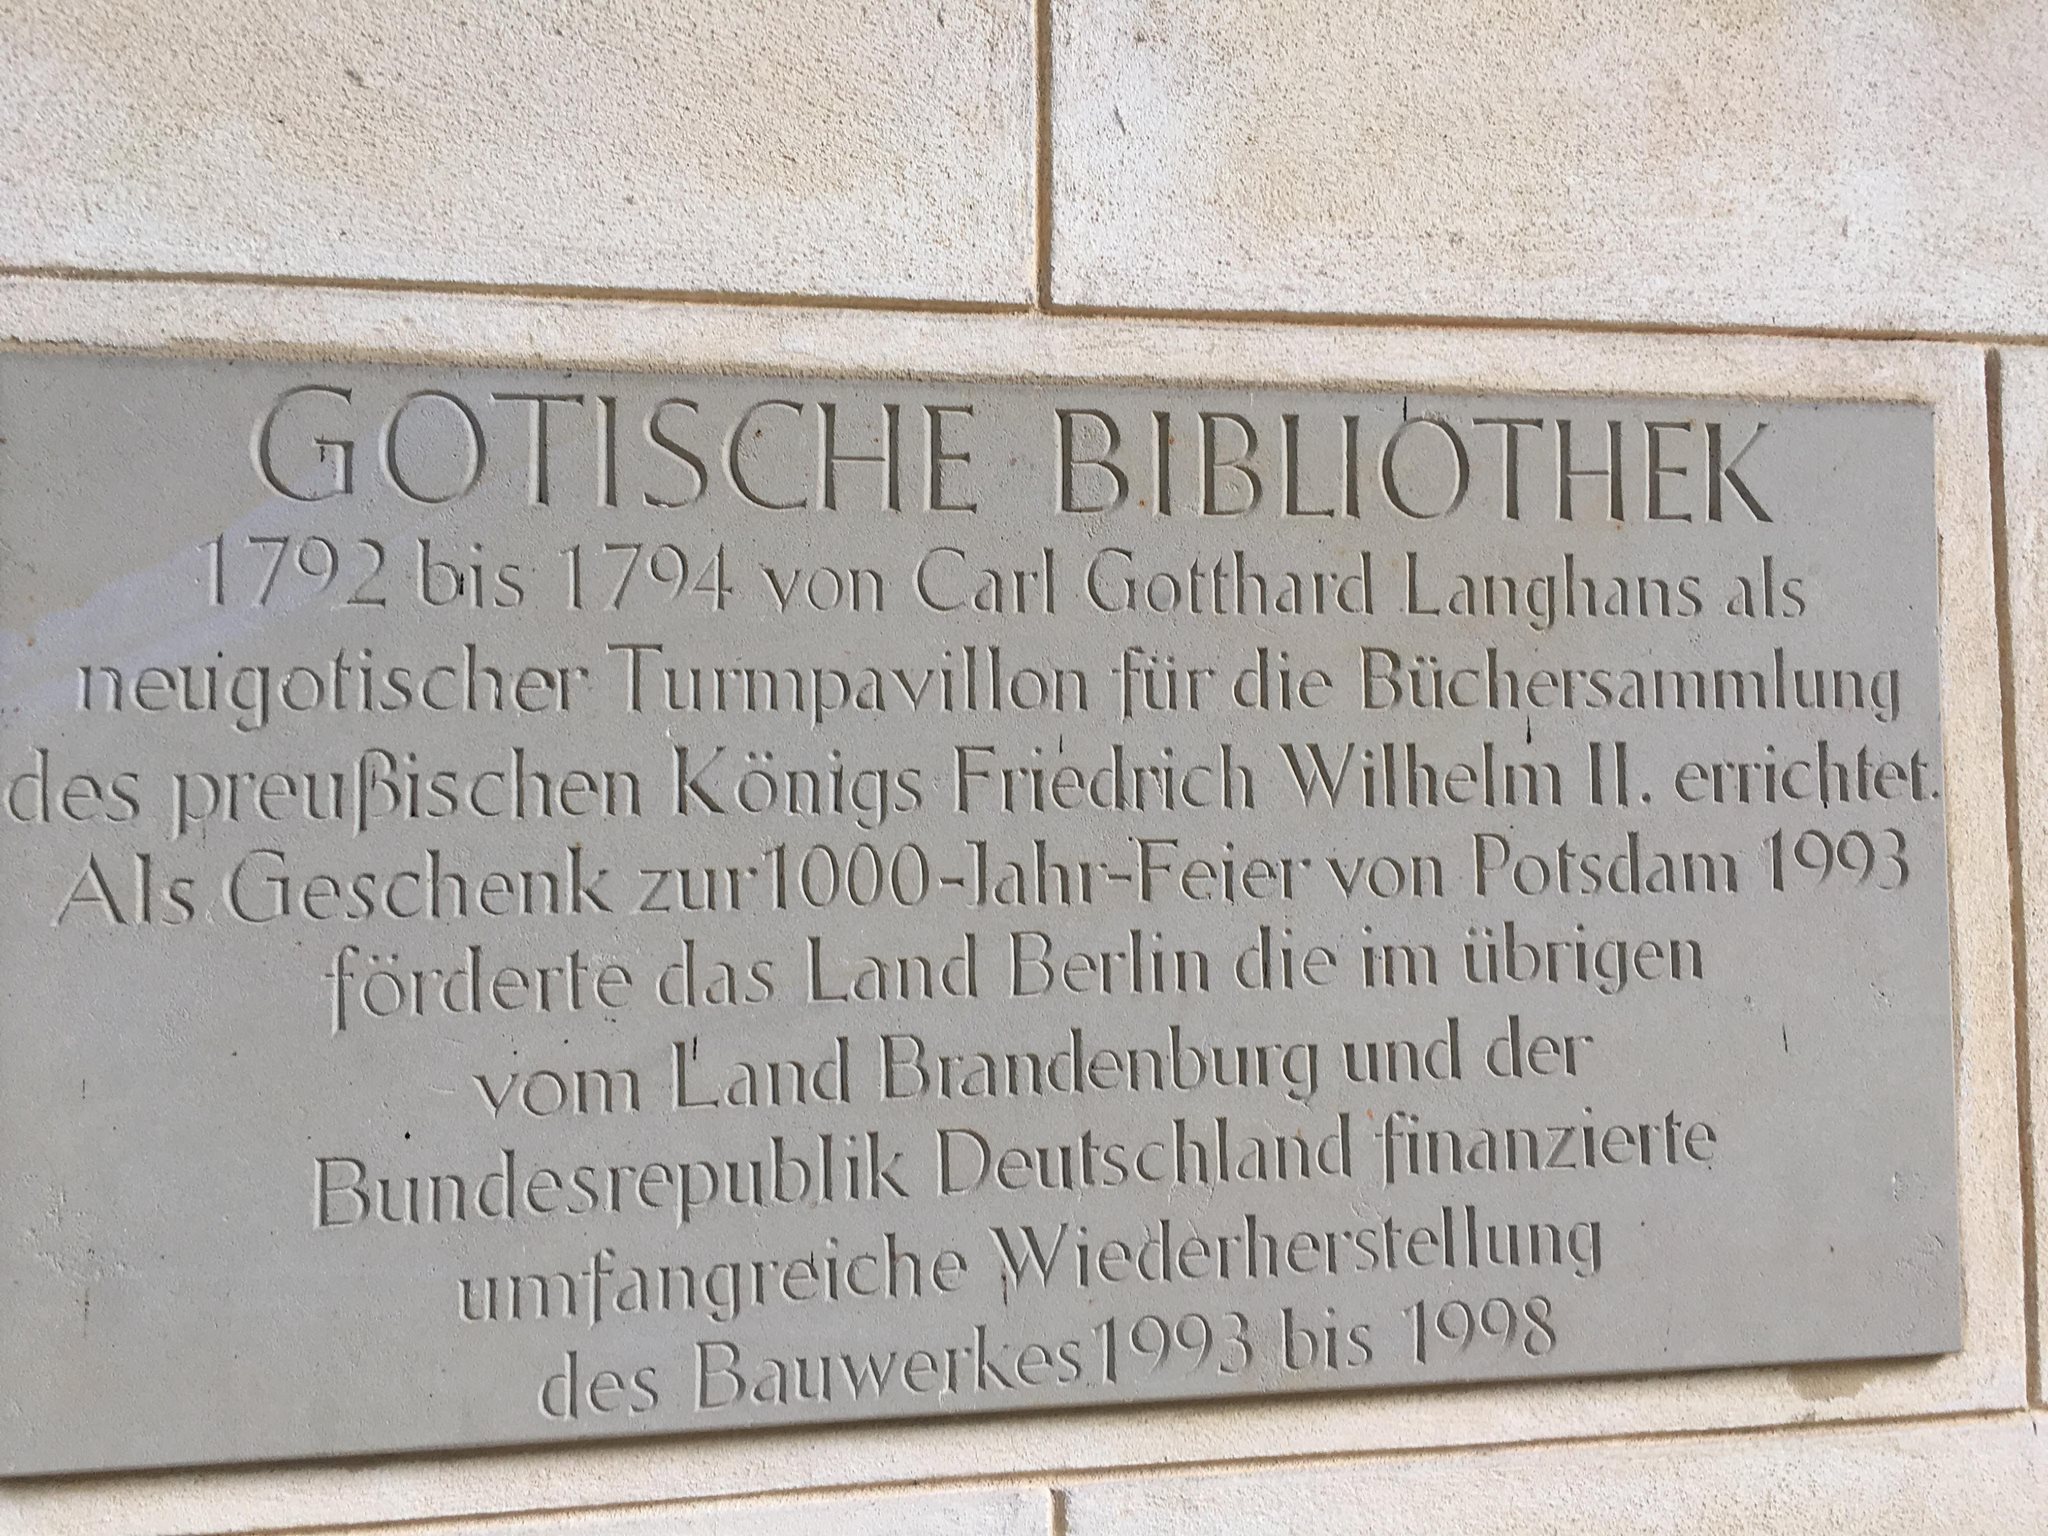 GOTISCHE BIBLIOTHEK
1792 bis 1794 von Carl Gotthard Langhans als
neugotischer Turmpavillon für die Büchersammlung
des preußischen Königs Friedrich Wilhelm II. errichtet.
Als Geschenk zur 1000-Jahr-Feier von Potsdam 1993
förderte das Land Berlin die im übrigen
vom Land Brandenburg und der
Bundesrepublik Deutschland finanzierte
umfangreiche Wiederherstellung
des Bauwerkes 1993 bis 1998